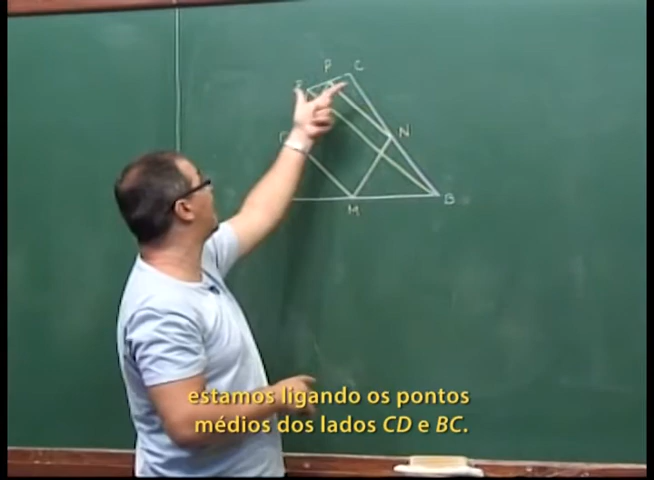 P C
N
M B
estamos ligando os pontos
médios dos lados CD e BC.